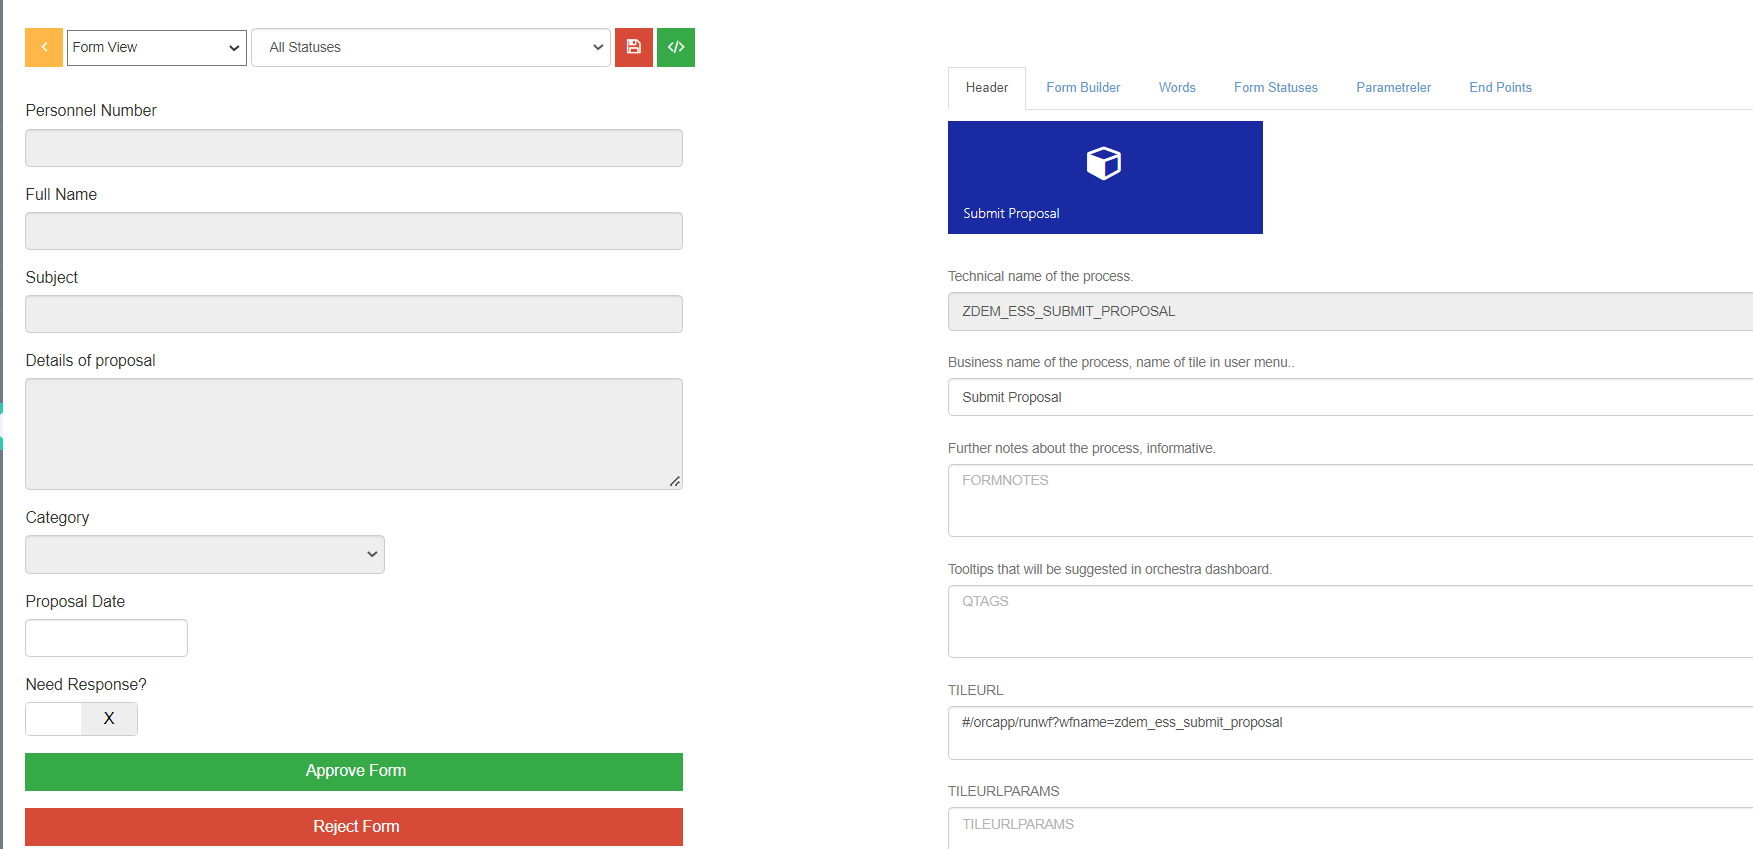 Form View
All Statuses
Personnel Number
Full Name
Subject
Details of proposal
Category
Proposal Date
Need Response?
X
Approve Form
Reject Form
Header Form Builder Words Form Statuses Parametreler End Points
Submit Proposal
Technical name of the process.
ZDEM_ESS_SUBMIT_PROPOSAL
Business name of the process, name of tile in user menu..
Submit Proposal
Further notes about the process, informative.
FORMNOTES
Tooltips that will be suggested in orchestra dashboard.
QTAGS
TILEURL
#/orcapp/runwf?wfname=zdem_ess_submit_proposal
TILEURLPARAMS
TILEURLPARAMS